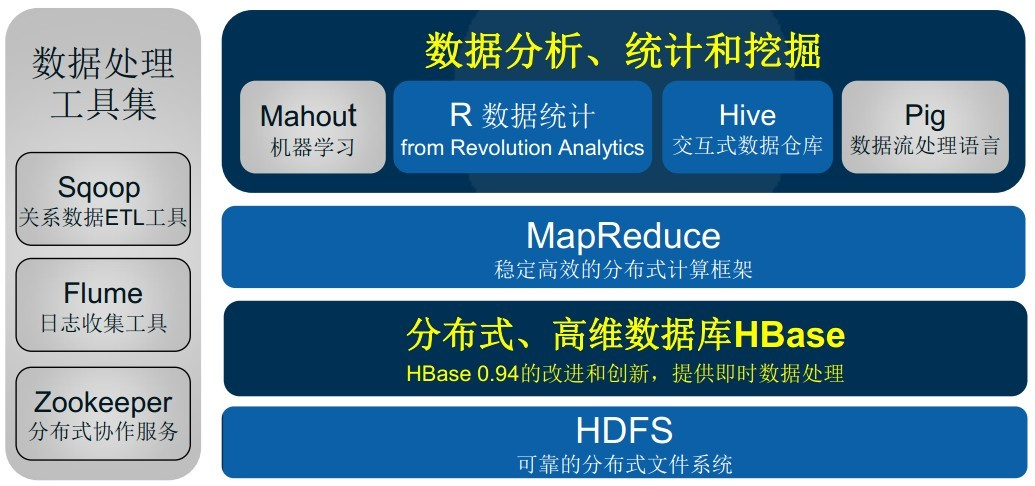 数据处理
工具集
Sqoop
关系数据ETL工具
Flume
日志收集工具
Zookeeper
分布式协作服务
数据分析、统计和挖掘
Mahout
机器学习
R 数据统计
from Revolution Analytics
Hive
交互式数据仓库
Pig
数据流处理语言
MapReduce
稳定高效的分布式计算框架
分布式、高维数据库HBase
HBase 0.94的改进和创新，提供即时数据处理
HDFS
可靠的分布式文件系统